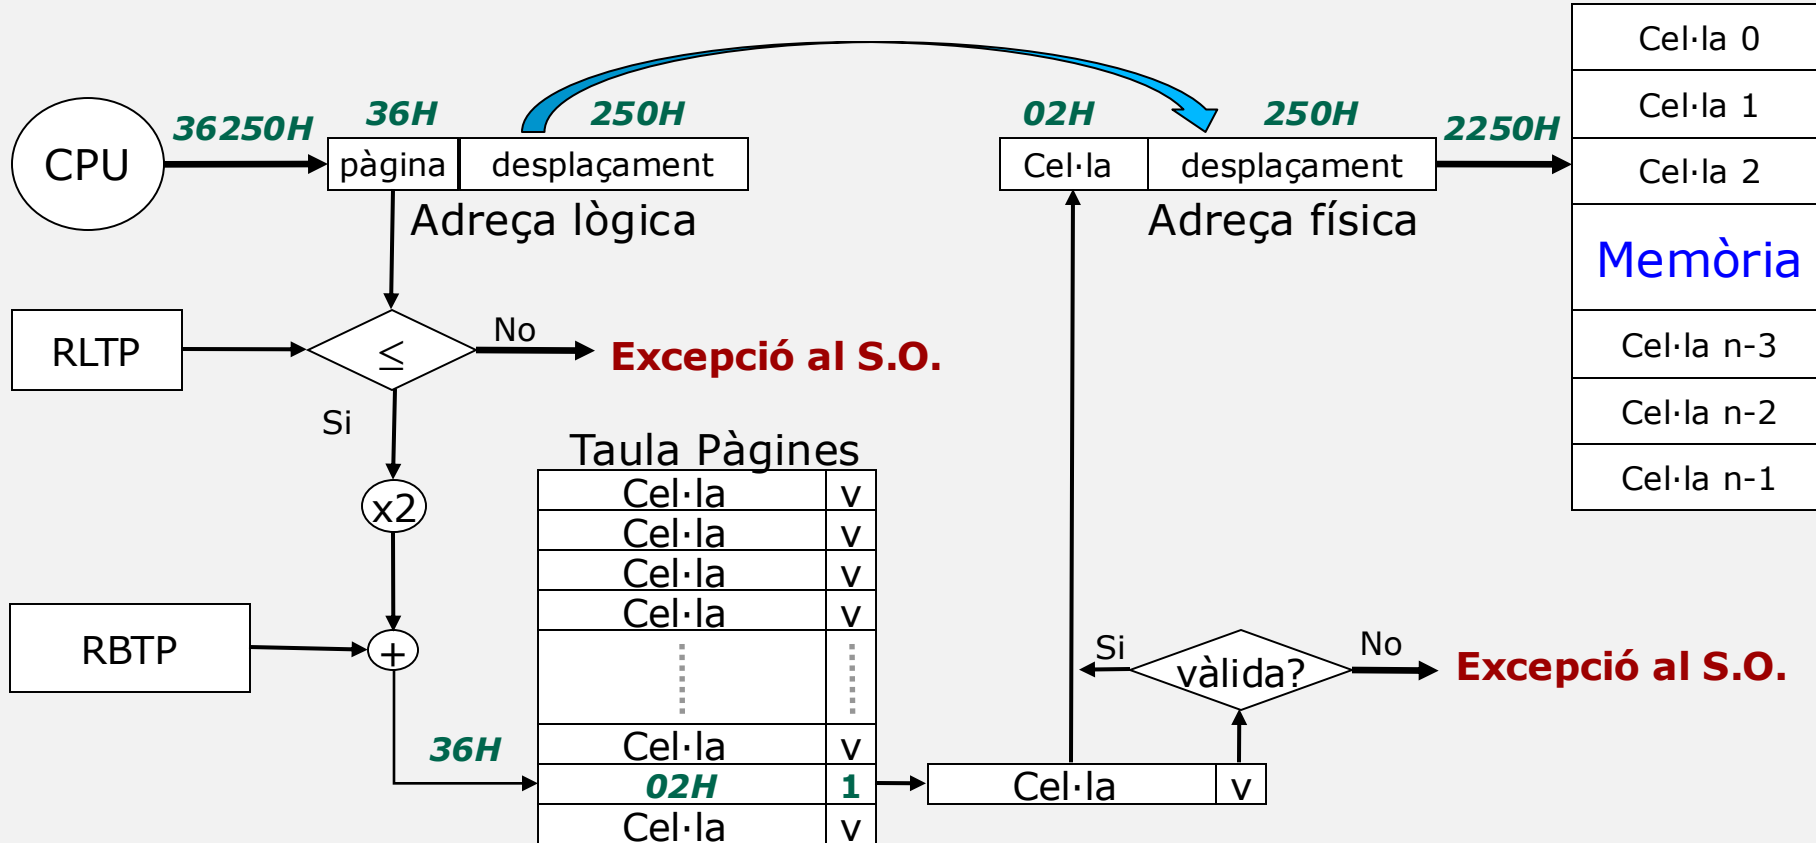 CPU
36250H
36H
250H
pàgina
desplaçament
Adreça lògica
02H
250H
2250H
Cel·la
desplaçament
Adreça física
Cel·la 0
Cel·la 1
Cel·la 2
Memòria
Cel·la n-3
Cel·la n-2
Cel·la n-1
RLTP
≤
No
Excepció al S.O.
Si
x2
RBTP
+
36H
Taula Pàgines
Cel·la v
Cel·la v
Cel·la v
Cel·la v
Cel·la v
02H 1
Cel·la v
Cel·la v
Si
vàlida?
No
Excepció al S.O.